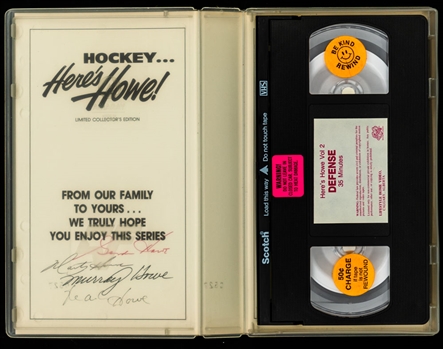 HOCKEY...
Here's Howe!
LIMITED COLLECTOR'S EDITION
FROM OUR FAMILY
TO YOURS...
WE TRULY HOPE
YOU ENJOY THIS SERIES
Murray Howe
Howe
Scotch
Load this way
Do not touch tape
VHS
WARNING!
BE KIND
REWIND
Here's Howe Vol 2
DEFENSE
35 Minutes
50¢
CHARGE
if tape
is not
REWOUND